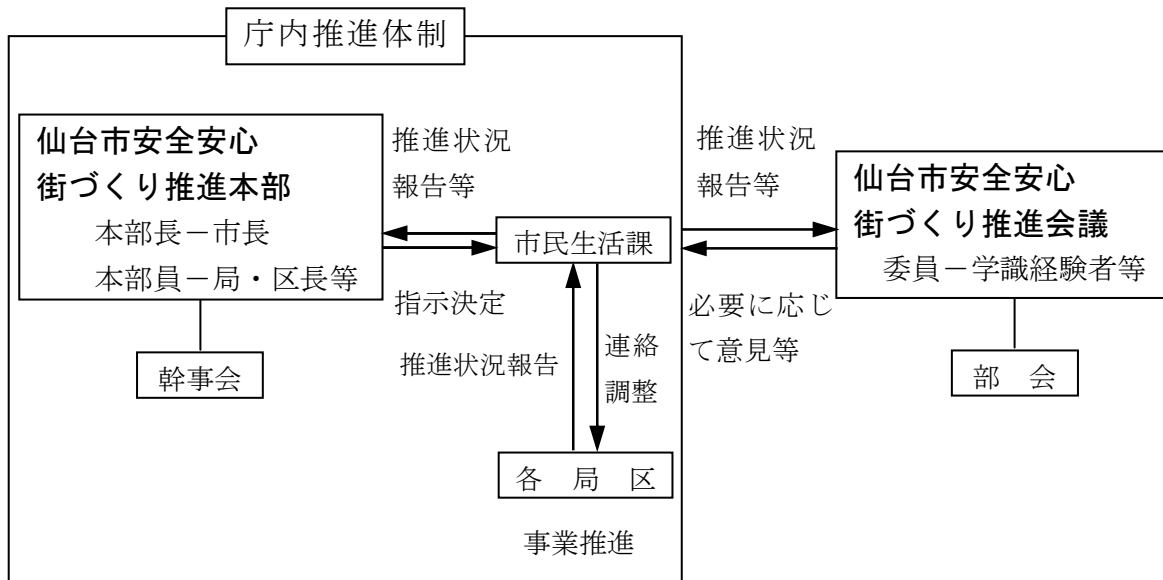 庁内推進体制
仙台市安全安心
街づくり推進本部
本部長－市長
本部員－局・区長等
幹事会
推進状況
報告等
市民生活課
指示決定
推進状況報告
連絡
調整
各　局　区
事業推進
推進状況
報告等
必要に応じ
て意見等
仙台市安全安心
街づくり推進会議
委員－学識経験者等
部　会